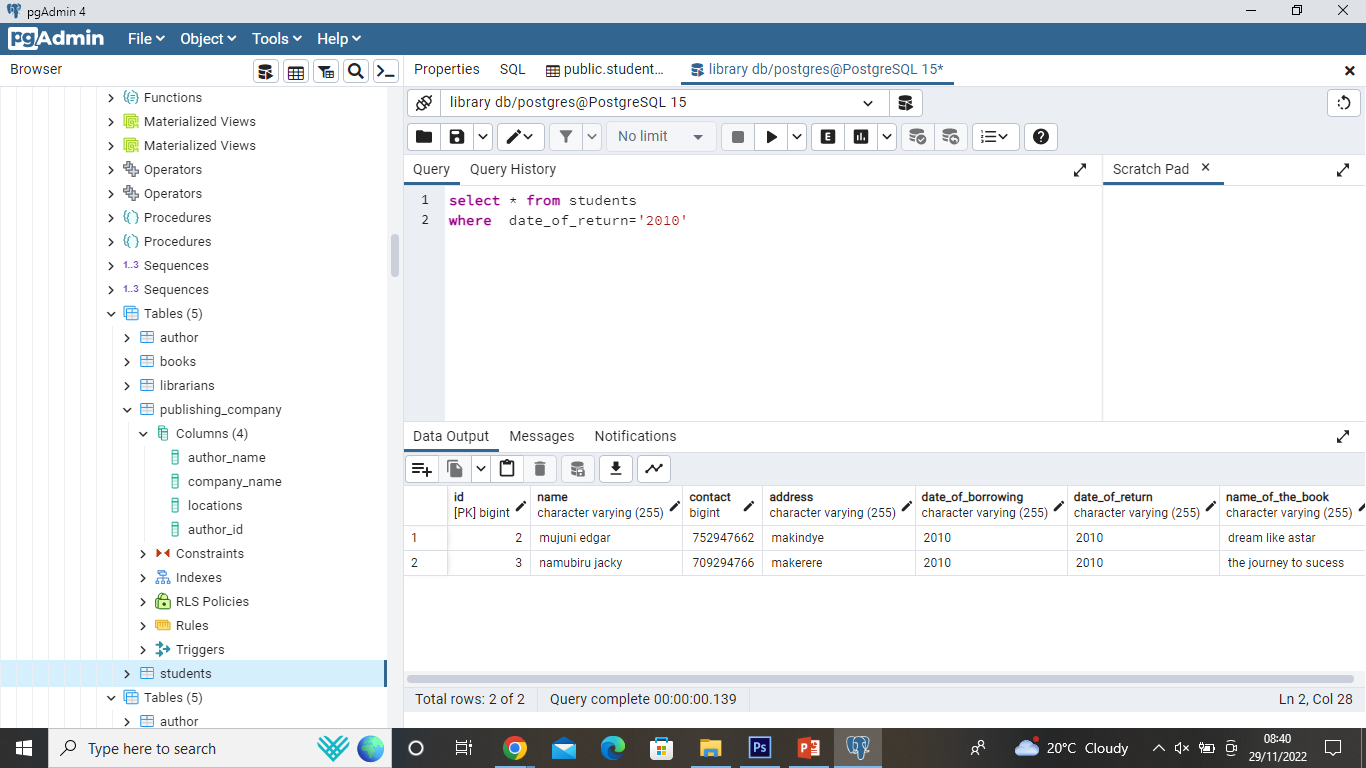 pgAdmin 4
pgAdmin File Object Tools Help
Browser
Properties SQL public.student... library db/postgres@PostgreSQL 15*
library db/postgres@PostgreSQL 15
No limit
Query Query History
Scratch Pad
1 select * from students
2 where date_of_return='2010'
Functions
Materialized Views
Materialized Views
Operators
Operators
Procedures
Procedures
1..3 Sequences
1..3 Sequences
Tables (5)
author
books
librarians
publishing_company
Columns (4)
author_name
company_name
locations
author_id
Constraints
Indexes
RLS Policies
Rules
Triggers
students
Tables (5)
author
Data Output Messages Notifications
id name contact address date_of_borrowing date_of_return name_of_the_book
[PK] bigint character varying (255) bigint character varying (255) character varying (255) character varying (255) character varying (255)
1 2 mujuni edgar 752947662 makindye 2010 2010 dream like astar
2 3 namubiru jacky 709294766 makerere 2010 2010 the journey to sucess
Total rows: 2 of 2 Query complete 00:00:00.139 Ln 2, Col 28
Type here to search
Ps
P
20°C Cloudy
08:40
29/11/2022